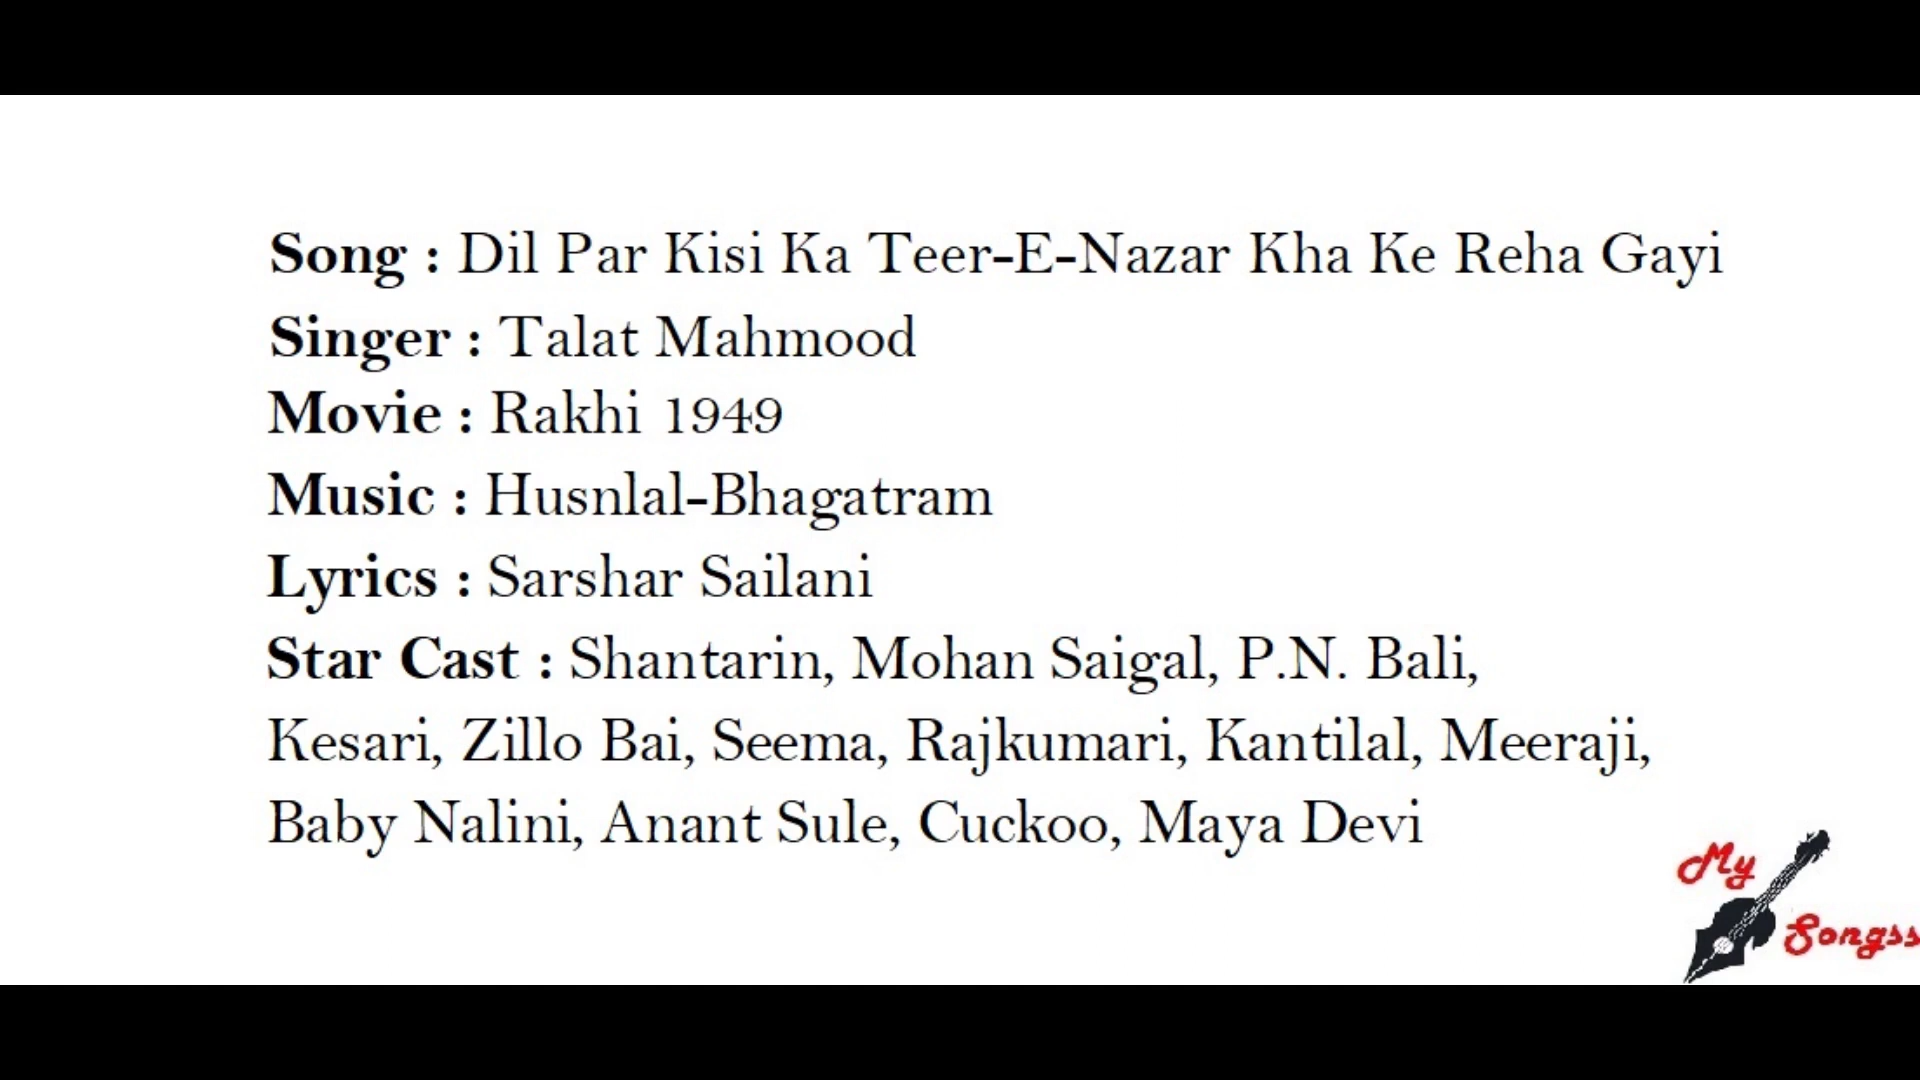 Song : Dil Par Kisi Ka Teer-E-Nazar Kha Ke Reha Gayi
Singer : Talat Mahmood
Movie : Rakhi 1949
Music : Husnlal-Bhagatram
Lyrics : Sarshar Sailani
Star Cast : Shantarin, Mohan Saigal, P.N. Bali,
Kesari, Zillo Bai, Seema, Rajkumari, Kantilal, Meeraji,
Baby Nalini, Anant Sule, Cuckoo, Maya Devi
My
Songss